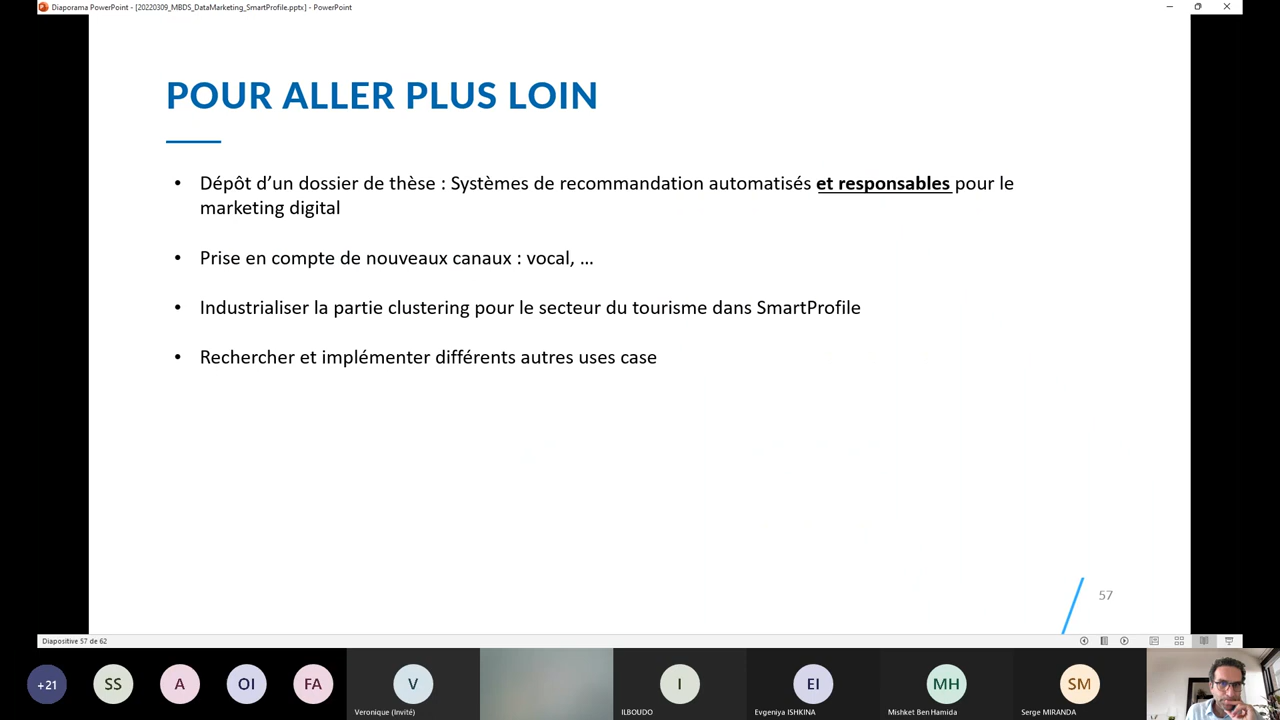 Diaporama PowerPoint - [20220309_MBDS_DataMarketing_SmartProfile.pptx] - PowerPoint
POUR ALLER PLUS LOIN
• Dépôt d’un dossier de thèse : Systèmes de recommandation automatisés et responsables pour le
marketing digital
• Prise en compte de nouveaux canaux : vocal, ...
• Industrialiser la partie clustering pour le secteur du tourisme dans SmartProfile
• Rechercher et implémenter différents autres uses case
57
Diapositive 57 de 62
+21 SS A OI FA V I EI MH SM
Veronique (Invité) ILBOUDO Evgeniya ISHKINA Mishket Ben Hamida Serge MIRANDA